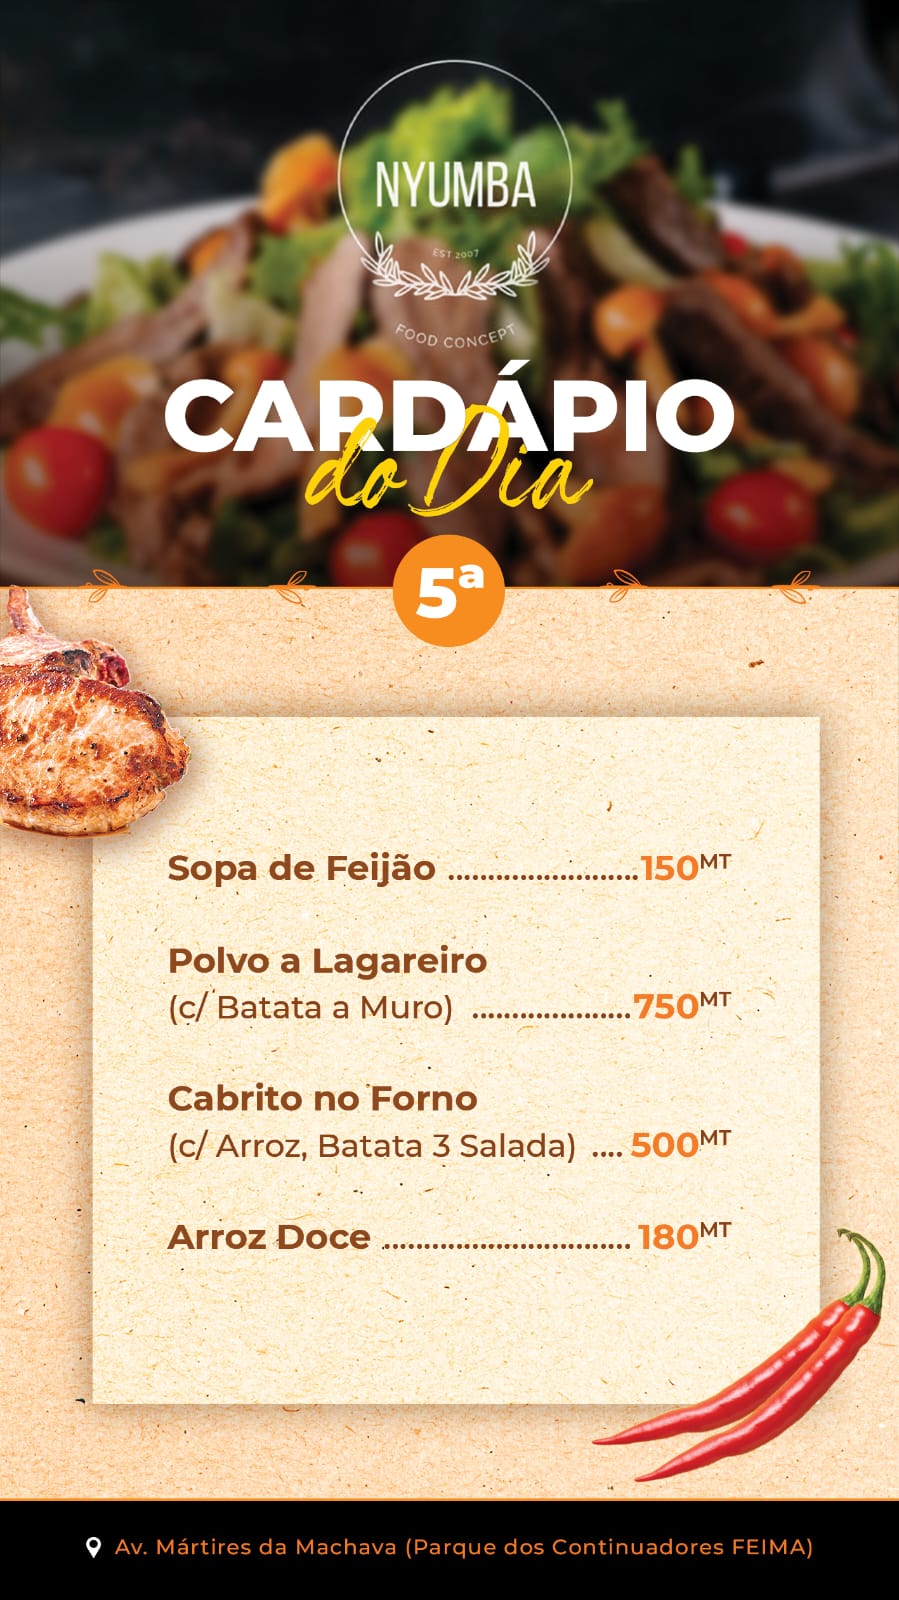 NYUMBA
EST.2007
FOOD CONCEPT
CARDÁPIO
do Dia
5ª
Sopa de Feijão ........................150MT
Polvo a Lagareiro
(c/ Batata a Muro) ....................750MT
Cabrito no Forno
(c/ Arroz, Batata 3 Salada) .... 500MT
Arroz Doce ............................... 180MT
Av. Mártires da Machava (Parque dos Continuadores FEIMA)